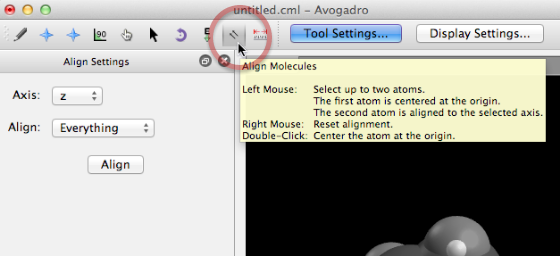 untitled.cml - Avogadro
90
Tool Settings...
Display Settings...
Align Settings
Align Molecules
Axis:
z
Left Mouse: Select up to two atoms.
The first atom is centered at the origin.
The second atom is aligned to the selected axis.
Align:
Everything
Right Mouse: Reset alignment.
Double-Click: Center the atom at the origin.
Align